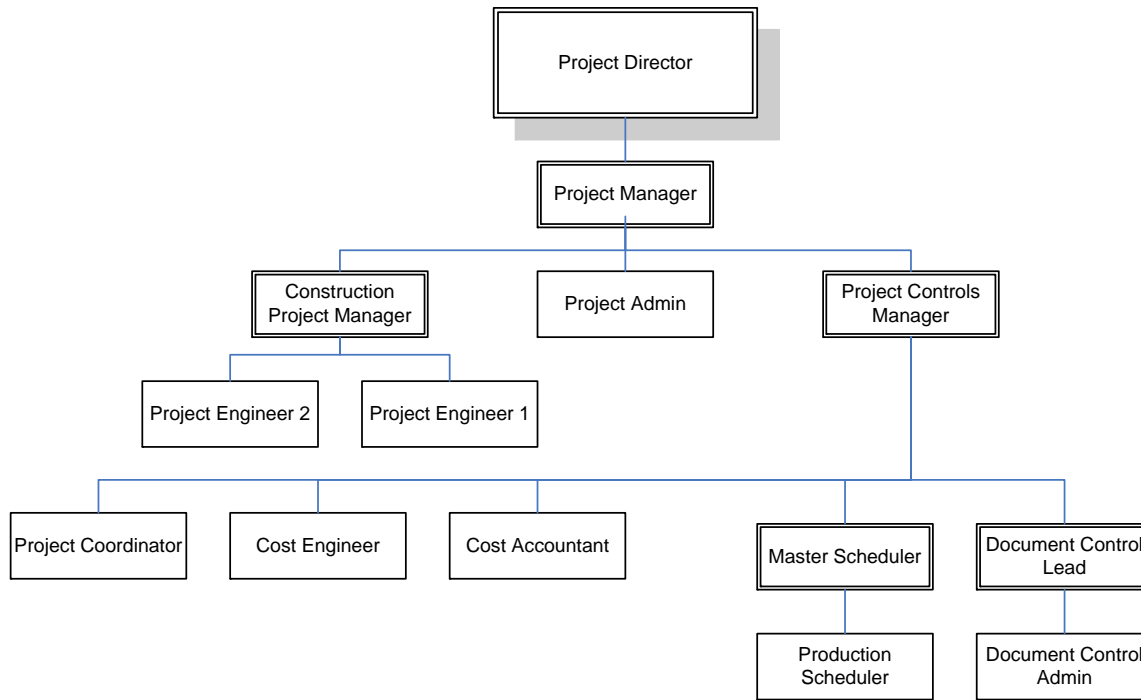 Project Director
Project Manager
Construction
Project Manager
Project Admin
Project Controls
Manager
Project Engineer 2
Project Engineer 1
Project Coordinator
Cost Engineer
Cost Accountant
Master Scheduler
Document Control
Lead
Production
Scheduler
Document Control
Admin